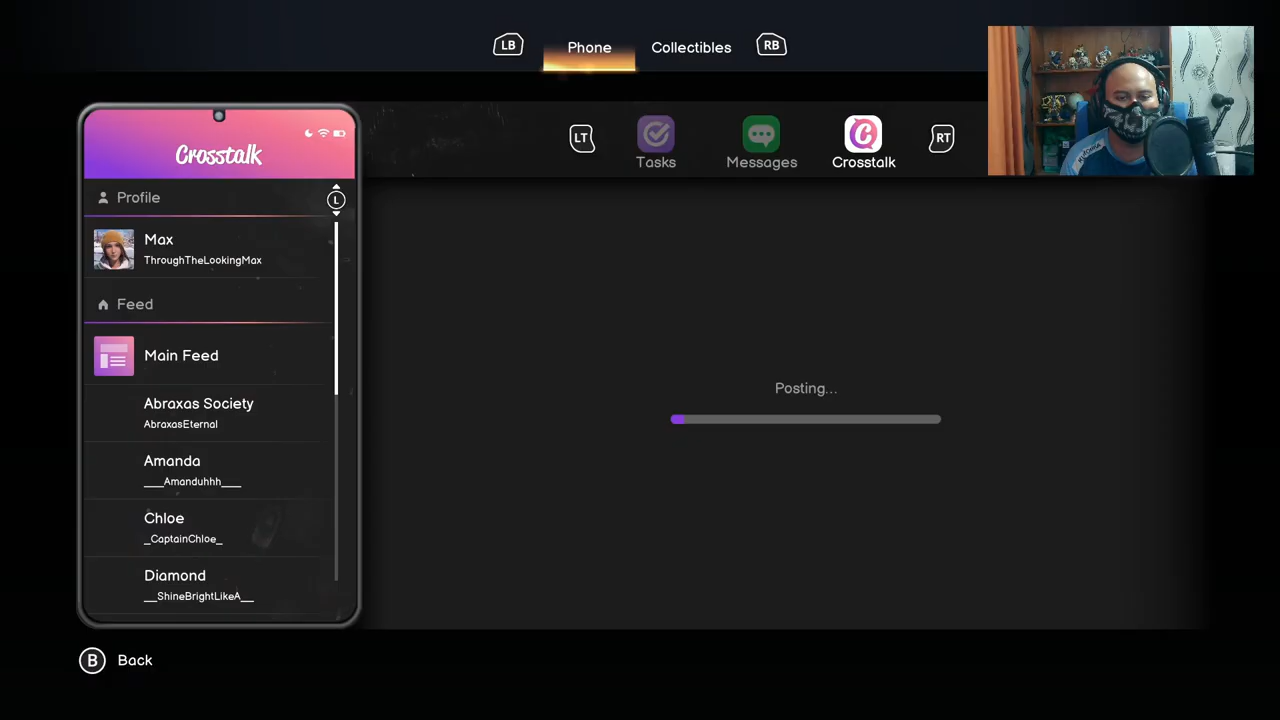 LB
Phone
Collectibles
RB
Crosstalk
LT
Tasks
Messages
Crosstalk
RT
Profile
L
Max
ThroughTheLookingMax
Feed
Main Feed
Abraxas Society
AbraxasEternal
Amanda
___Amanduhhh____
Chloe
_CaptainChloe_
Diamond
__ShineBrightLikeA__
Posting...
B
Back